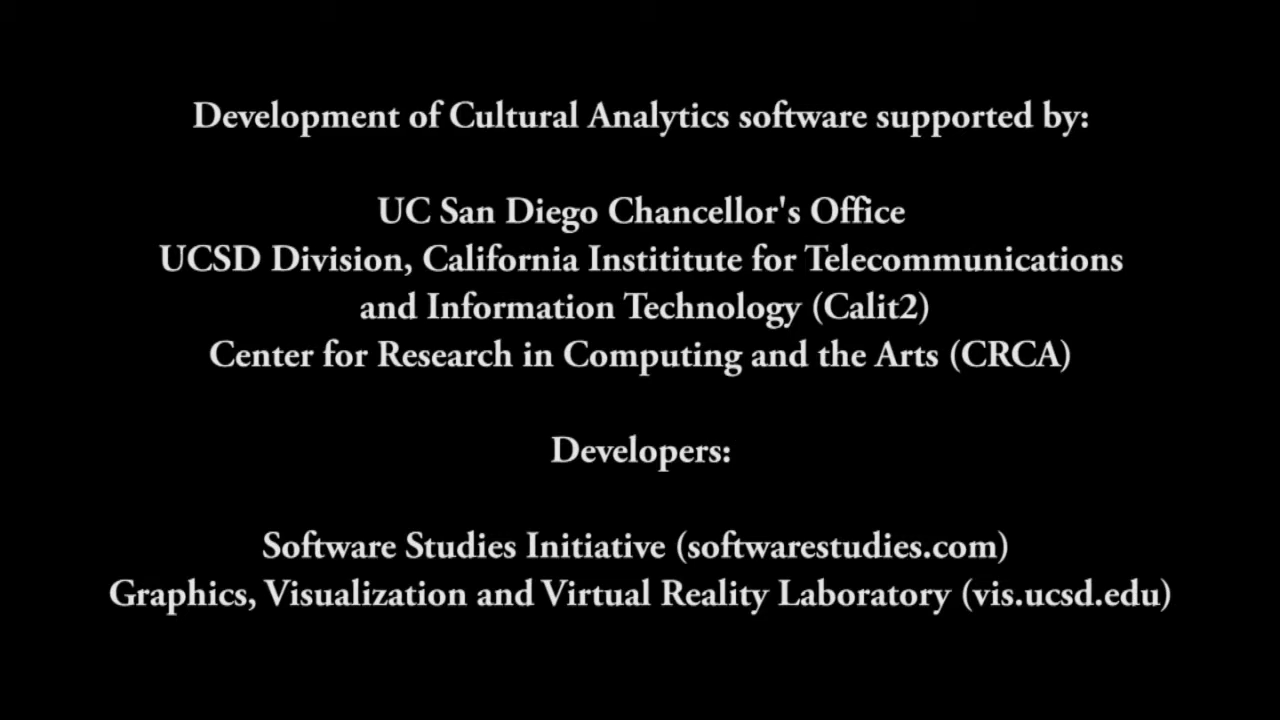 Development of Cultural Analytics software supported by:
UC San Diego Chancellor's Office
UCSD Division, California Instititute for Telecommunications
and Information Technology (Calit2)
Center for Research in Computing and the Arts (CRCA)
Developers:
Software Studies Initiative (softwarestudies.com)
Graphics, Visualization and Virtual Reality Laboratory (vis.ucsd.edu)